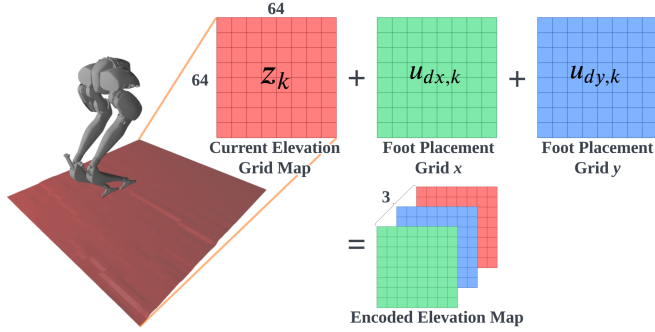 64
64
z_k + u_{dx,k} + u_{dy,k}
Current Elevation
Grid Map
Foot Placement
Grid x
Foot Placement
Grid y
3
=
Encoded Elevation Map